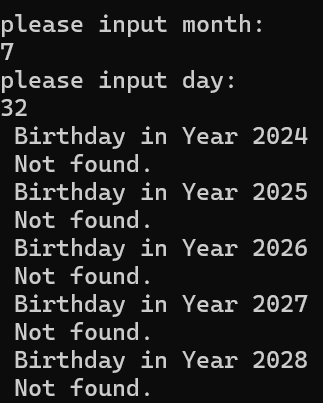 please input month:
7
please input day:
32
Birthday in Year 2024
Not found.
Birthday in Year 2025
Not found.
Birthday in Year 2026
Not found.
Birthday in Year 2027
Not found.
Birthday in Year 2028
Not found.